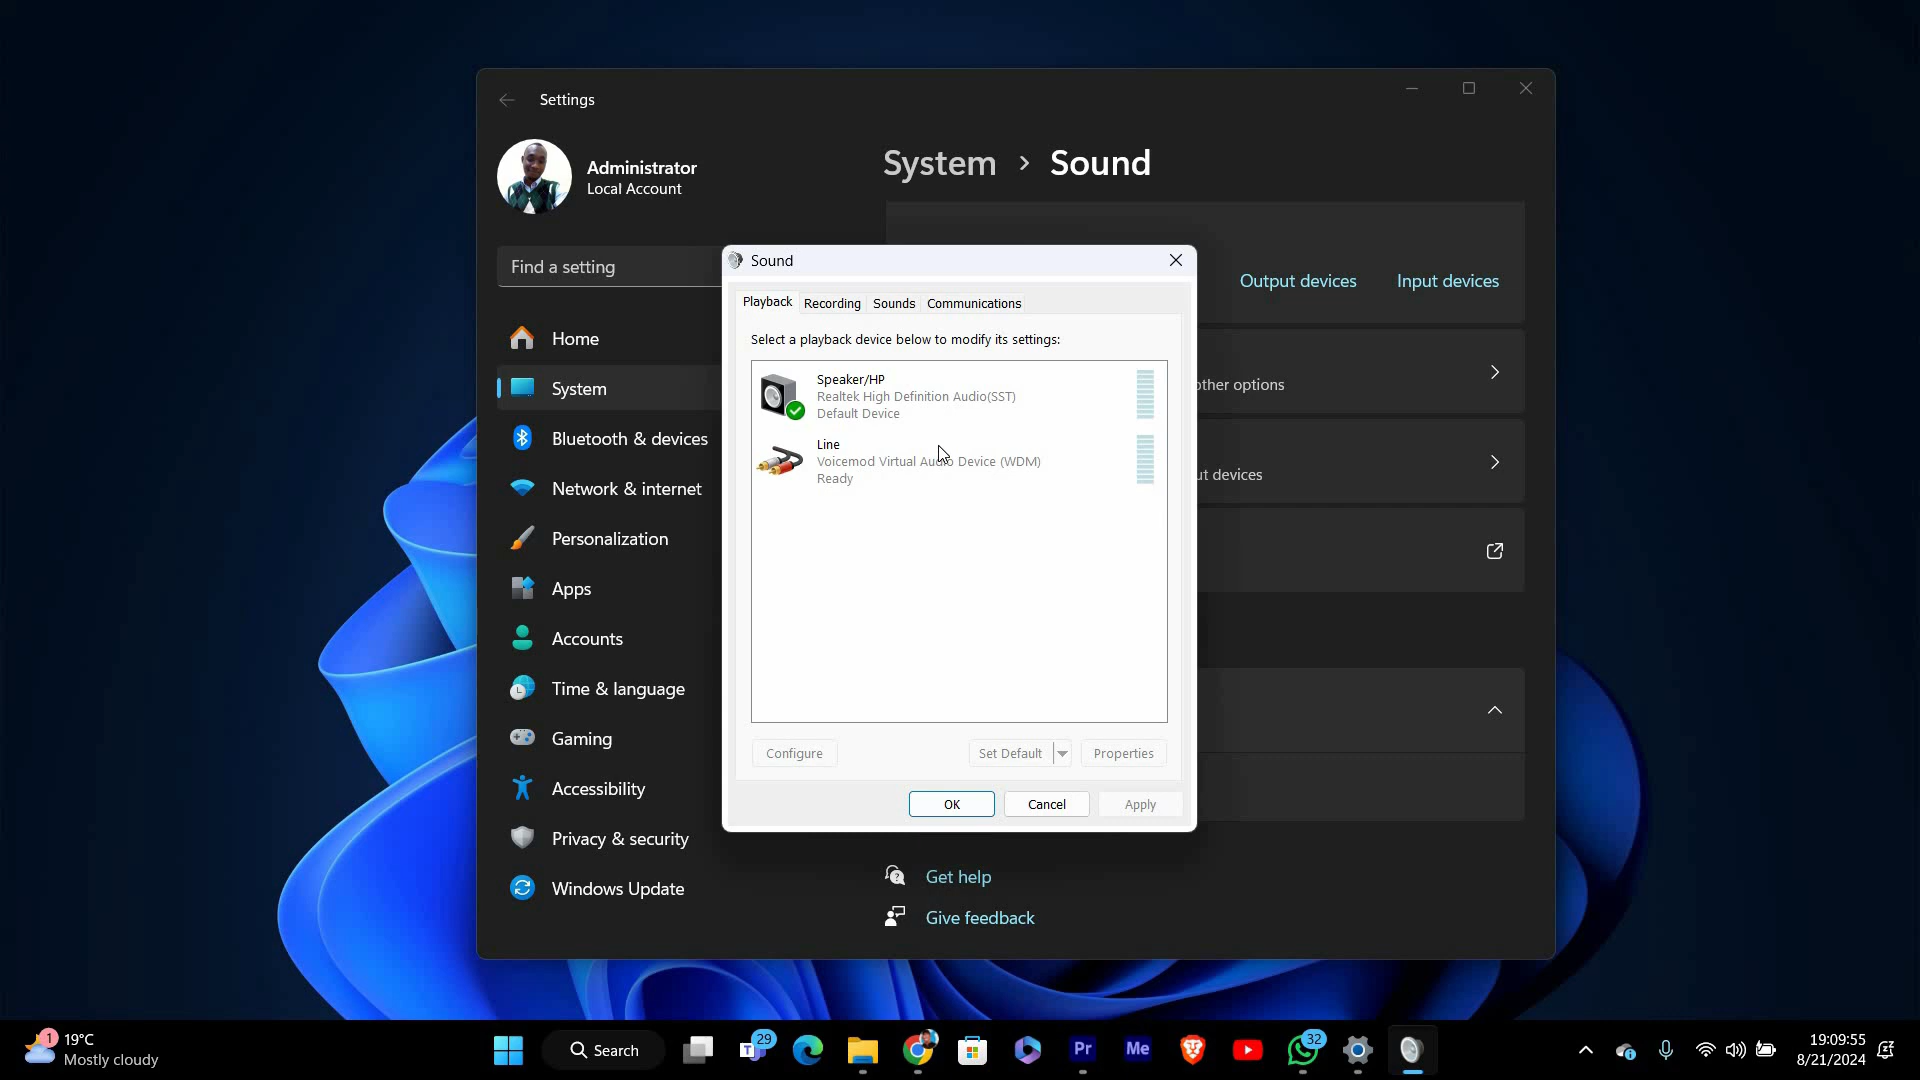 Settings
Administrator
Local Account
System > Sound
Find a setting
Home
System
Bluetooth & devices
Network & internet
Personalization
Apps
Accounts
Time & language
Gaming
Accessibility
Privacy & security
Windows Update
Output devices Input devices
other options
ut devices
Get help
Give feedback
Sound
Playback Recording Sounds Communications
Select a playback device below to modify its settings:
Speaker/HP
Realtek High Definition Audio(SST)
Default Device
Line
Voicemod Virtual Audio Device (WDM)
Ready
Configure Set Default Properties
OK Cancel Apply
1 19°C
Mostly cloudy
Search
29
Pr
Me
32
19:09:55
8/21/2024